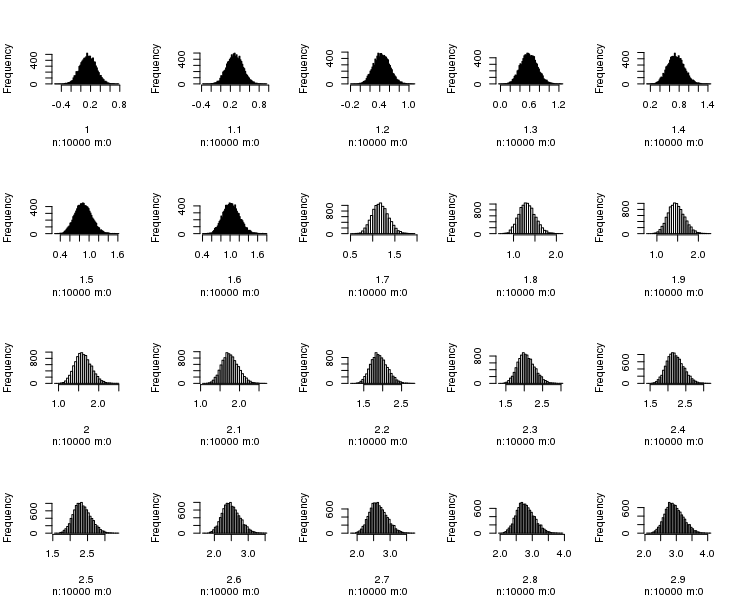 Frequency
0 400
-0.4 0.2 0.8
1
n:10000 m:0
Frequency
0 400
-0.4 0.2 0.8
1.1
n:10000 m:0
Frequency
0 400
-0.2 0.4 1.0
1.2
n:10000 m:0
Frequency
0 400
0.0 0.6 1.2
1.3
n:10000 m:0
Frequency
0 400
0.2 0.8 1.4
1.4
n:10000 m:0
Frequency
0 400
0.4 1.0 1.6
1.5
n:10000 m:0
Frequency
0 400
0.4 1.0 1.6
1.6
n:10000 m:0
Frequency
0 800
0.5 1.5
1.7
n:10000 m:0
Frequency
0 800
1.0 2.0
1.8
n:10000 m:0
Frequency
0 800
1.0 2.0
1.9
n:10000 m:0
Frequency
0 800
1.0 2.0
2
n:10000 m:0
Frequency
0 800
1.0 2.0
2.1
n:10000 m:0
Frequency
0 800
1.5 2.5
2.2
n:10000 m:0
Frequency
0 800
1.5 2.5
2.3
n:10000 m:0
Frequency
0 600
1.5 2.5
2.4
n:10000 m:0
Frequency
0 600
1.5 2.5
2.5
n:10000 m:0
Frequency
0 600
2.0 3.0
2.6
n:10000 m:0
Frequency
0 600
2.0 3.0
2.7
n:10000 m:0
Frequency
0 600
2.0 3.0 4.0
2.8
n:10000 m:0
Frequency
0 600
2.0 3.0 4.0
2.9
n:10000 m:0